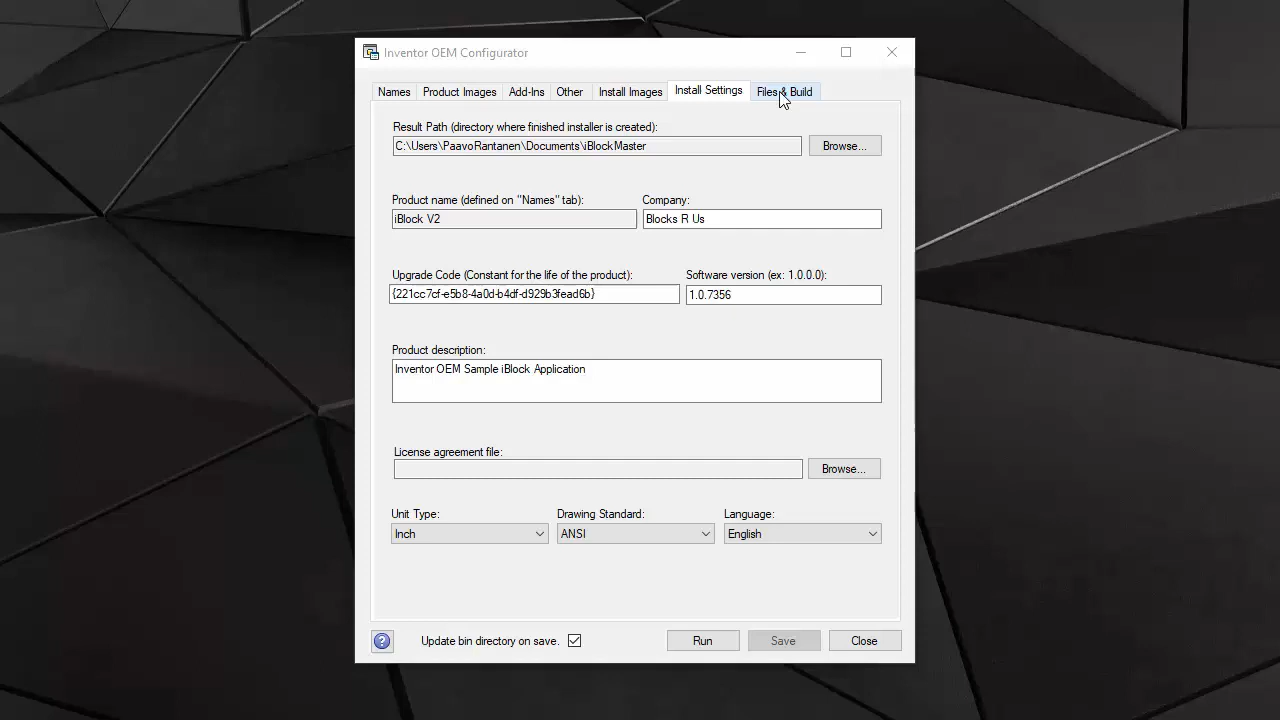 Inventor OEM Configurator
Names Product Images Add-Ins Other Install Images Install Settings Files & Build
Result Path (directory where finished installer is created):
C:\Users\PaavoRantanen\Documents\iBlockMaster Browse...
Product name (defined on "Names" tab): Company:
iBlock V2 Blocks R Us
Upgrade Code (Constant for the life of the product): Software version (ex: 1.0.0.0):
{221cc7cf-e5b8-4a0d-b4df-d929b3fead6b} 1.0.7356
Product description:
Inventor OEM Sample iBlock Application
License agreement file:
Browse...
Unit Type: Drawing Standard: Language:
Inch ANSI English
? Update bin directory on save. Run Save Close